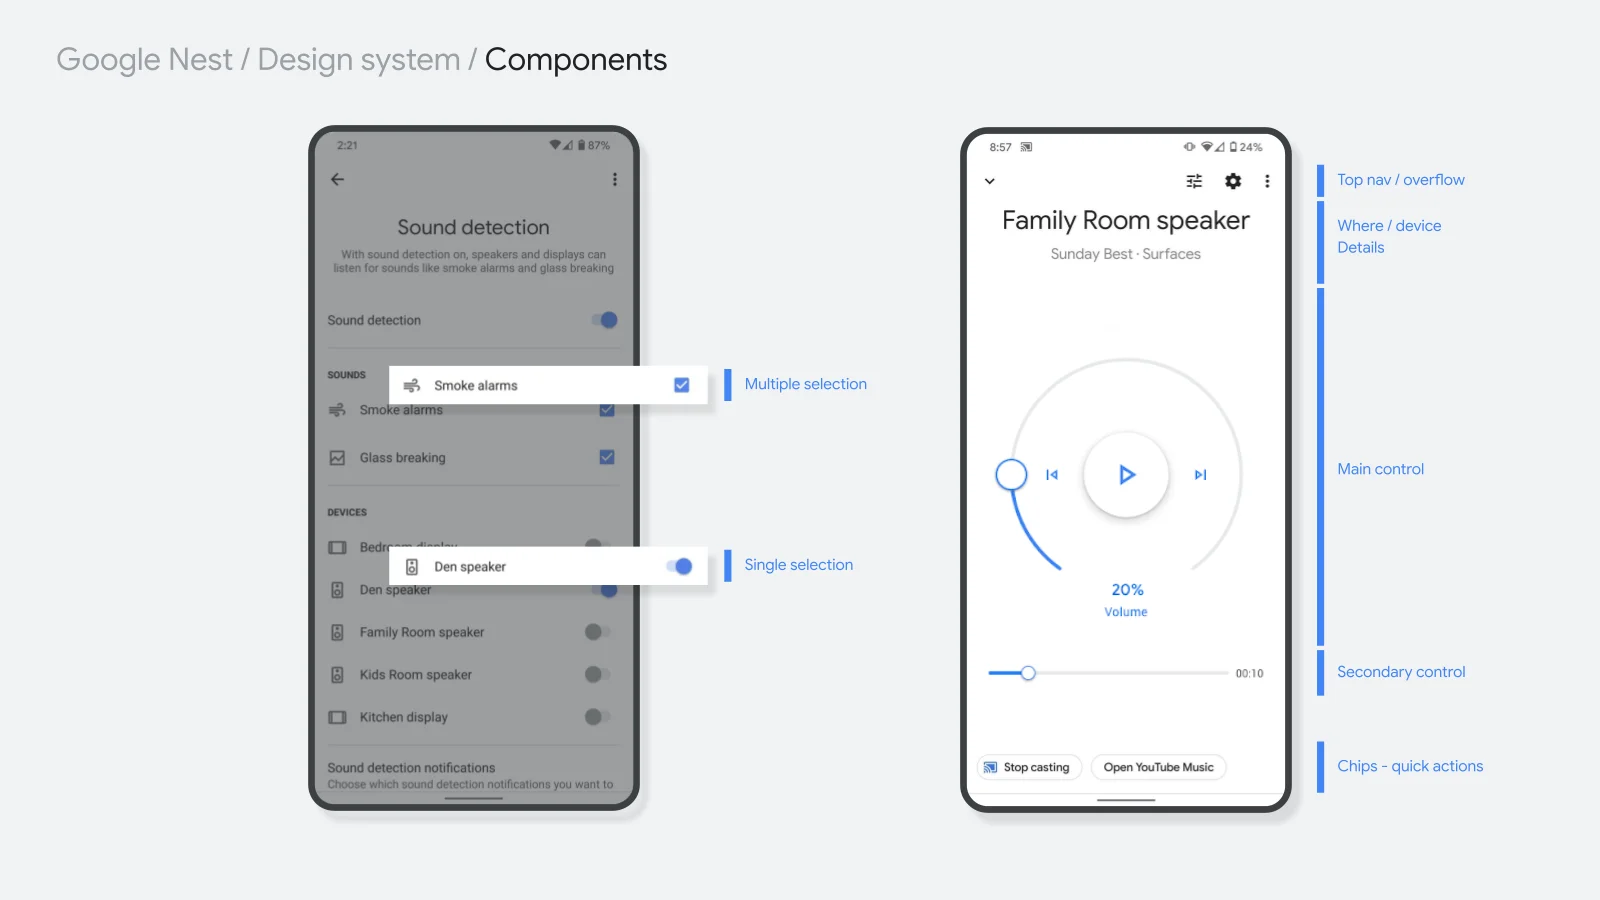 Google Nest / Design system / Components
2:21
87%
Sound detection
With sound detection on, speakers and displays can
listen for sounds like smoke alarms and glass breaking
Sound detection
SOUNDS
Smoke alarms
Multiple selection
Smoke alarms
Glass breaking
DEVICES
Bedroom display
Den speaker
Single selection
Den speaker
Family Room speaker
Kids Room speaker
Kitchen display
Sound detection notifications
Choose which sound detection notifications you want to
8:57
24%
Top nav / overflow
Family Room speaker
Sunday Best · Surfaces
Where / device
Details
Main control
20%
Volume
00:10
Secondary control
Stop casting
Open YouTube Music
Chips - quick actions